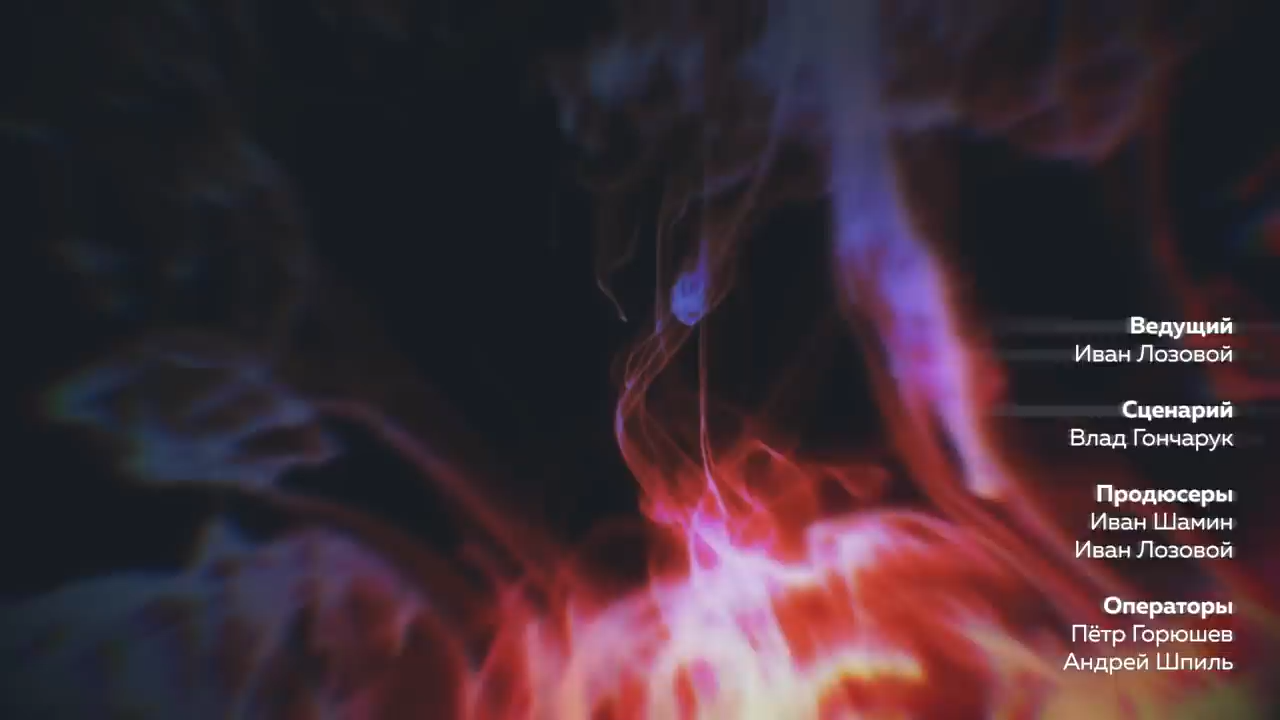 Ведущий
Иван Лозовой
Сценарий
Влад Гончарук
Продюсеры
Иван Шамин
Иван Лозовой
Операторы
Пётр Горюшев
Андрей Шпиль